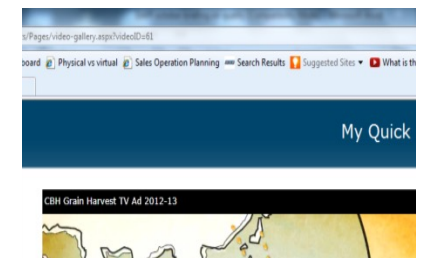 s/Pages/video-gallery.aspx?videoID=61
board Physical vs virtual Sales Operation Planning Search Results Suggested Sites What is th
My Quick
CBH Grain Harvest TV Ad 2012-13